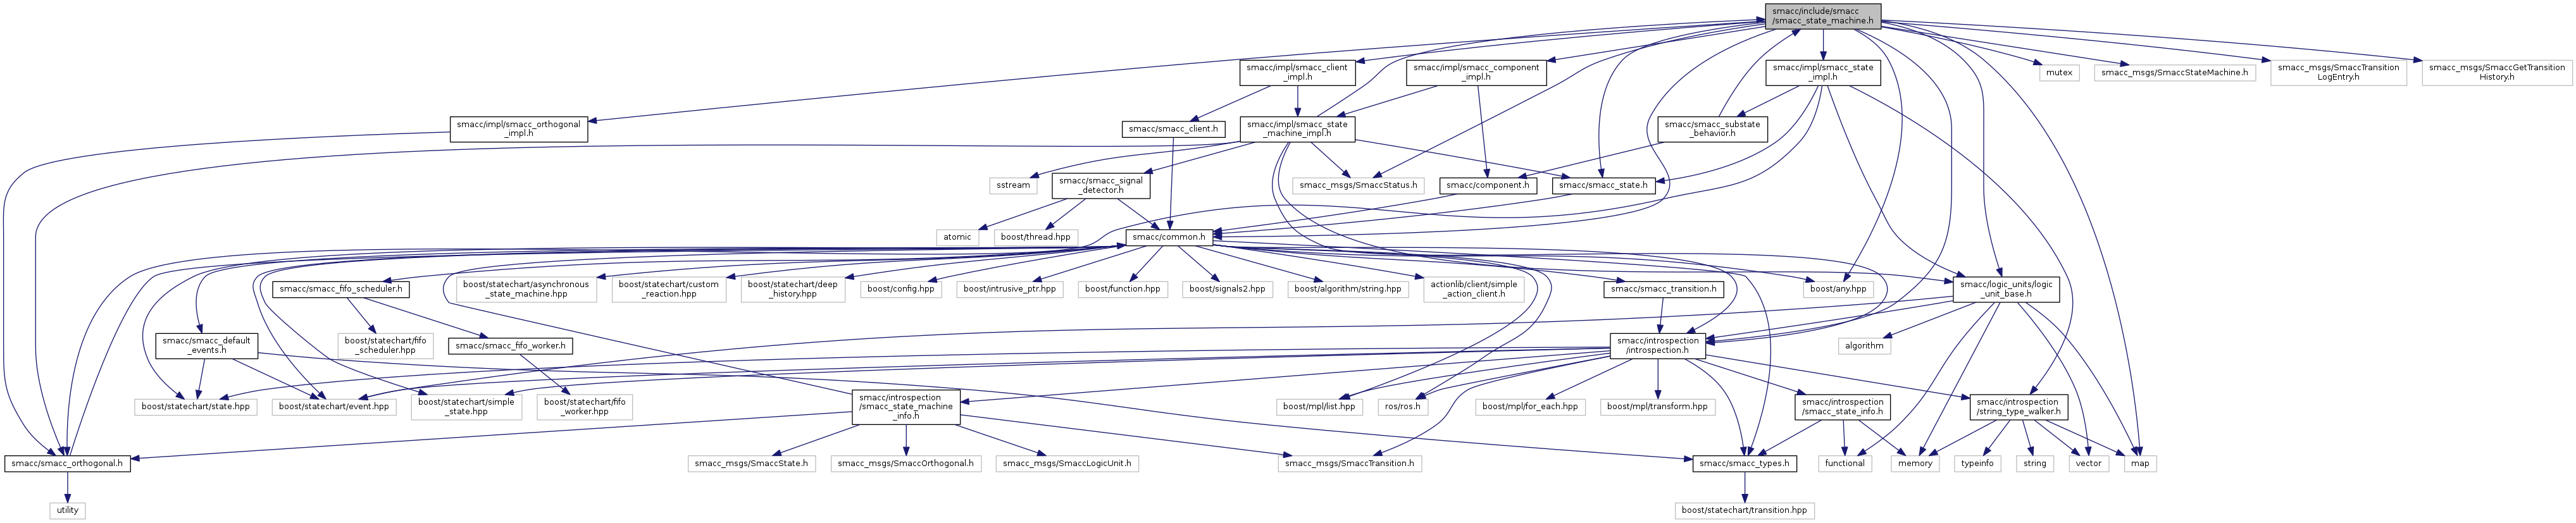 smacc/include/smacc
/smacc_state_machine.h
smacc/impl/smacc_client
_impl.h
smacc/impl/smacc_component
_impl.h
smacc/impl/smacc_state
_impl.h
mutex
smacc_msgs/SmaccStateMachine.h
smacc_msgs/SmaccTransition
LogEntry.h
smacc_msgs/SmaccGetTransition
History.h
smacc/impl/smacc_orthogonal
_impl.h
smacc/smacc_client.h
smacc/impl/smacc_state
_machine_impl.h
smacc/smacc_substate
_behavior.h
sstream
smacc/smacc_signal
_detector.h
smacc_msgs/SmaccStatus.h
smacc/component.h
smacc/smacc_state.h
atomic
boost/thread.hpp
smacc/common.h
smacc/smacc_fifo_scheduler.h
boost/statechart/asynchronous
_state_machine.hpp
boost/statechart/custom
_reaction.hpp
boost/statechart/deep
_history.hpp
boost/config.hpp
boost/intrusive_ptr.hpp
boost/function.hpp
boost/signals2.hpp
boost/algorithm/string.hpp
actionlib/client/simple
_action_client.h
smacc/smacc_transition.h
boost/any.hpp
smacc/logic_units/logic
_unit_base.h
smacc/smacc_default
_events.h
boost/statechart/fifo
_scheduler.hpp
smacc/smacc_fifo_worker.h
smacc/introspection
/introspection.h
algorithm
boost/statechart/state.hpp
boost/statechart/event.hpp
boost/statechart/simple
_state.hpp
boost/statechart/fifo
_worker.hpp
smacc/introspection
/smacc_state_machine
_info.h
boost/mpl/list.hpp
ros/ros.h
boost/mpl/for_each.hpp
boost/mpl/transform.hpp
smacc/introspection
/smacc_state_info.h
smacc/introspection
/string_type_walker.h
smacc/smacc_orthogonal.h
smacc_msgs/SmaccState.h
smacc_msgs/SmaccOrthogonal.h
smacc_msgs/SmaccLogicUnit.h
smacc_msgs/SmaccTransition.h
smacc/smacc_types.h
functional
memory
typeinfo
string
vector
map
utility
boost/statechart/transition.hpp